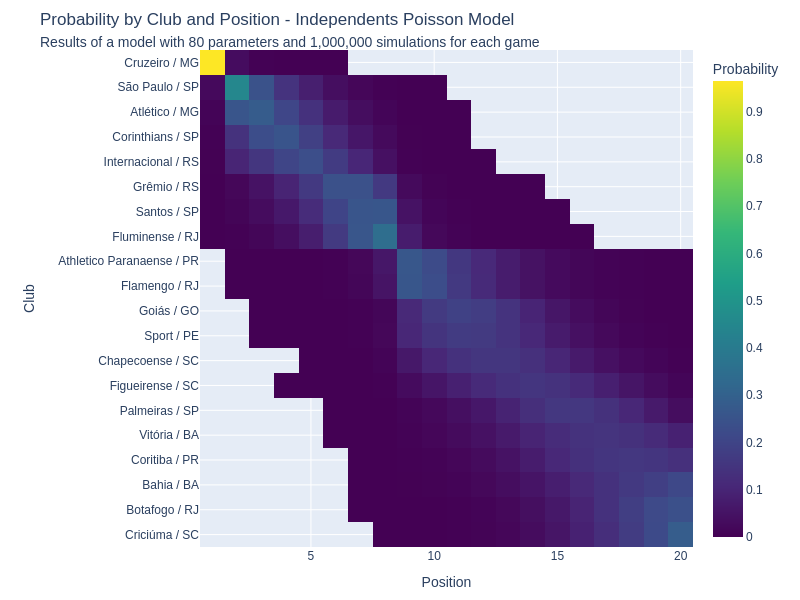 Probability by Club and Position - Independents Poisson Model
Results of a model with 80 parameters and 1,000,000 simulations for each game
Cruzeiro / MG
São Paulo / SP
Atlético / MG
Corinthians / SP
Internacional / RS
Grêmio / RS
Santos / SP
Fluminense / RJ
Athletico Paranaense / PR
Flamengo / RJ
Goiás / GO
Sport / PE
Chapecoense / SC
Figueirense / SC
Palmeiras / SP
Vitória / BA
Coritiba / PR
Bahia / BA
Botafogo / RJ
Criciúma / SC
Club
5
10
15
20
Position
Probability
0.9
0.8
0.7
0.6
0.5
0.4
0.3
0.2
0.1
0